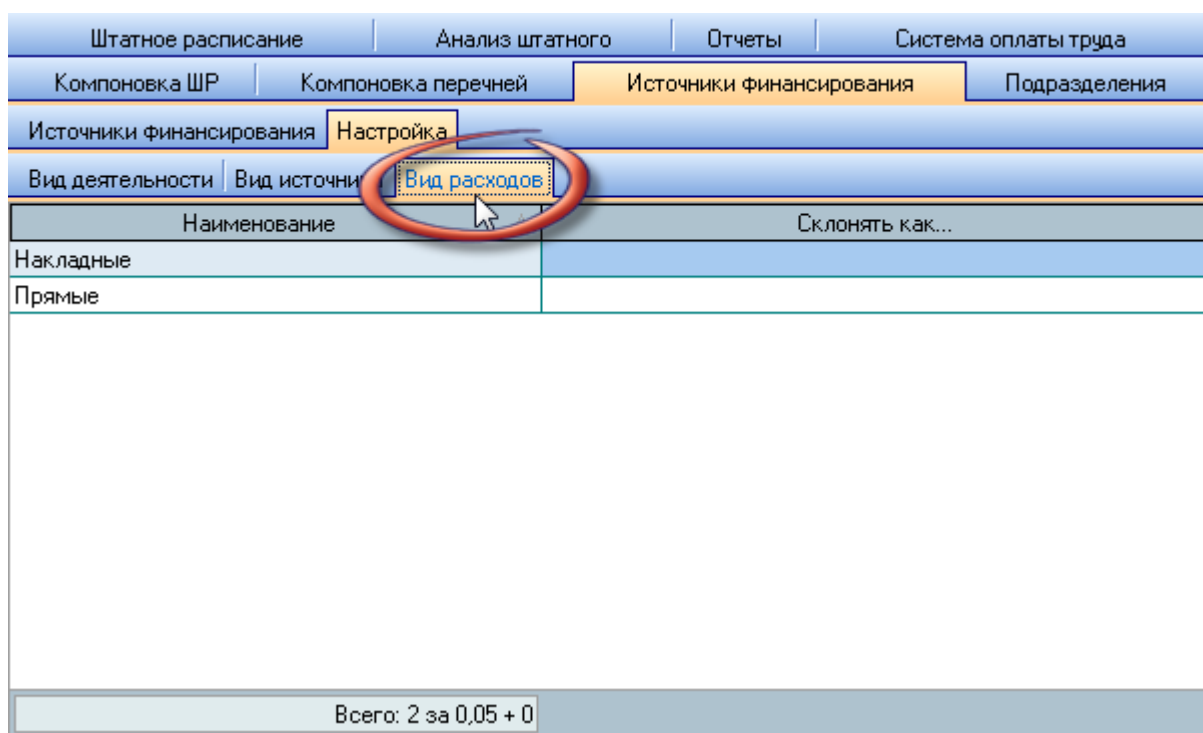 Штатное расписание Анализ штатного Отчеты Система оплаты труда
Компоновка ШР Компоновка перечней Источники финансирования Подразделения
Источники финансирования Настройка
Вид деятельности Вид Вид расходов
Наименование Склонять как...
Накладные
Прямые
Всего: 2 за 0,05 + 0